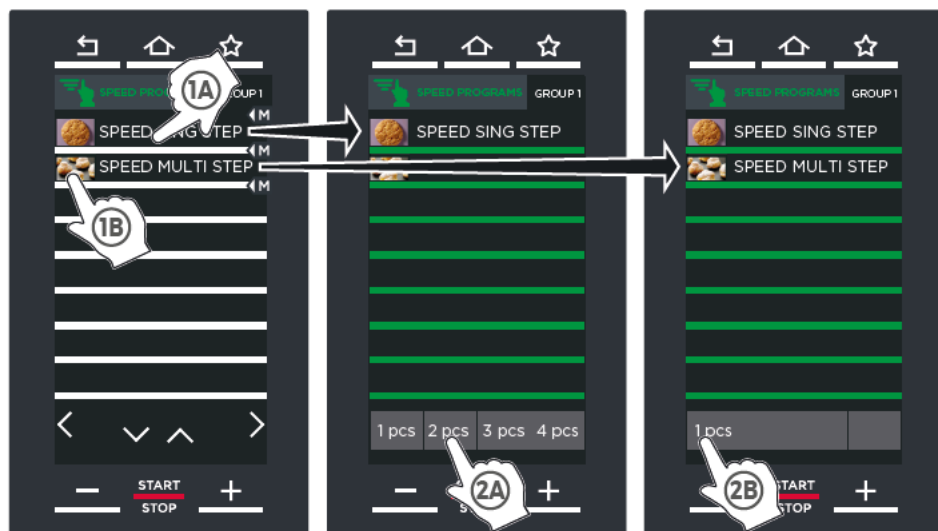 SPEED PROGRAMS
GROUP 1
1A
M
SPEED SING STEP
M
SPEED MULTI STEP
M
1B
START
STOP
SPEED PROGRAMS
GROUP 1
SPEED SING STEP
1 pcs 2 pcs 3 pcs 4 pcs
2A
SPEED PROGRAMS
GROUP 1
SPEED SING STEP
SPEED MULTI STEP
1 pcs
2B
START
STOP